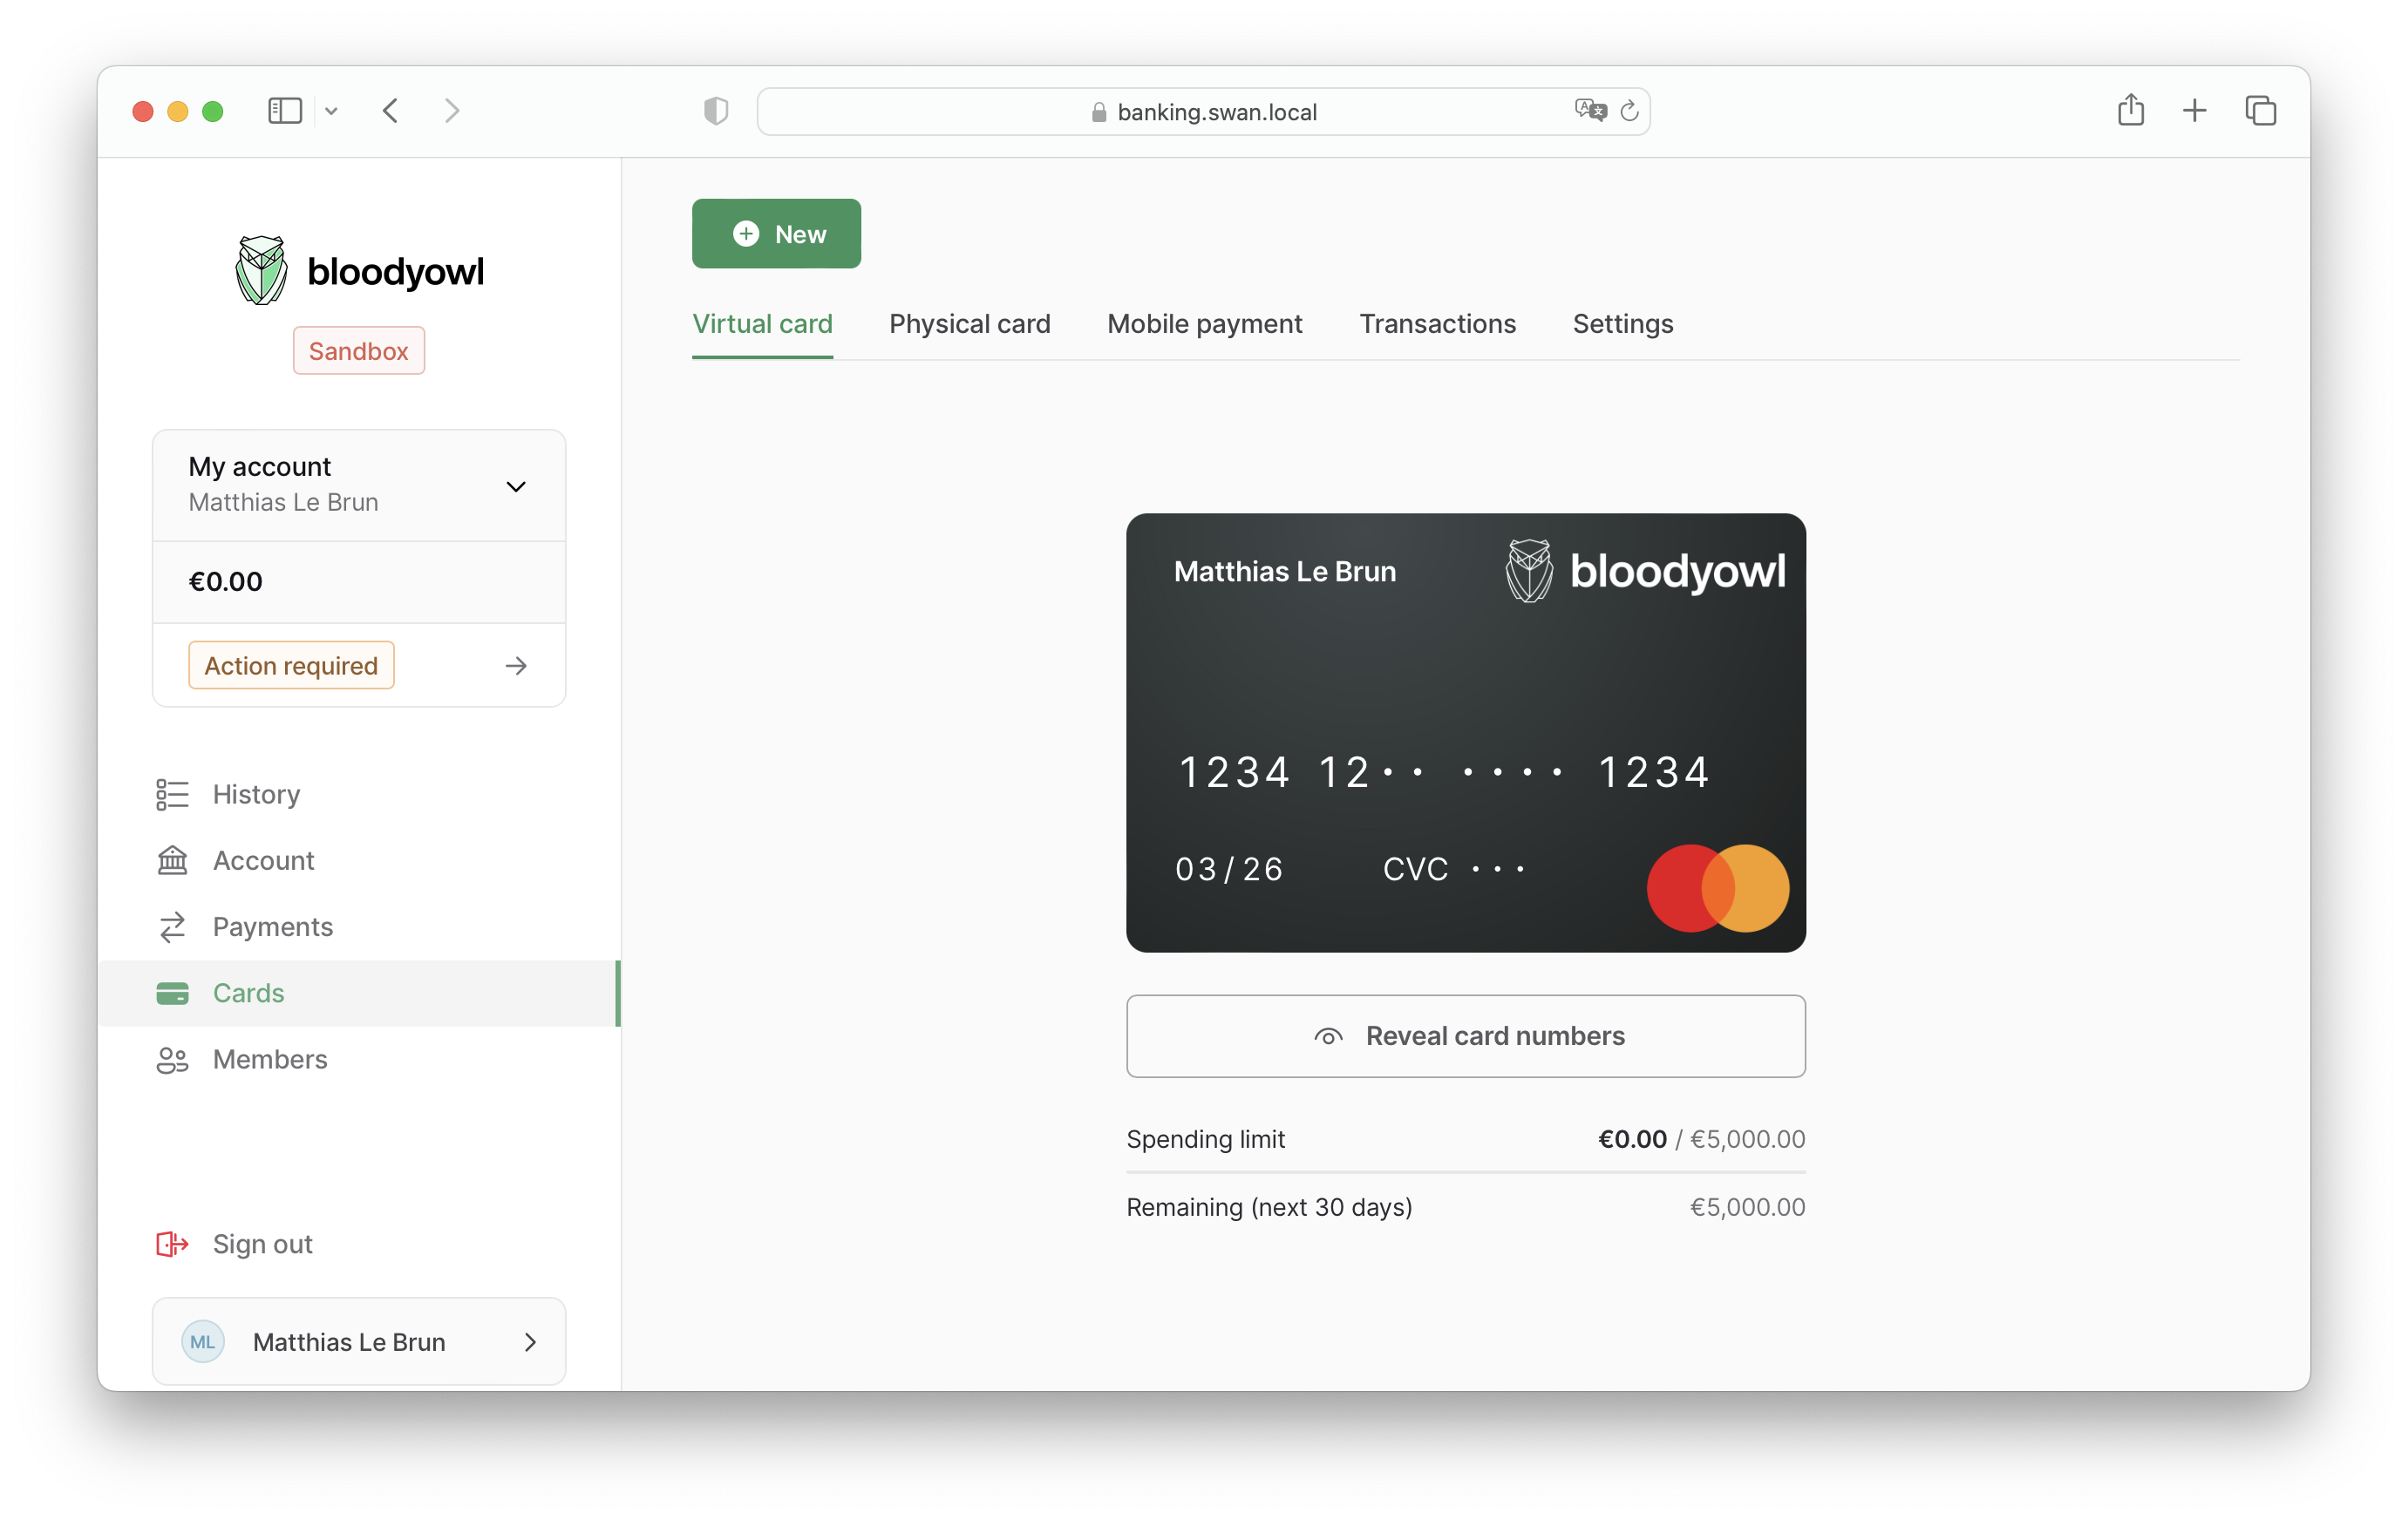 banking.swan.local
bloodyowl
Sandbox
My account
Matthias Le Brun
€0.00
Action required
History
Account
Payments
Cards
Members
Sign out
ML Matthias Le Brun
New
Virtual card Physical card Mobile payment Transactions Settings
Matthias Le Brun bloodyowl
1234 12•• •••• 1234
03/26 CVC •••
Reveal card numbers
Spending limit €0.00 / €5,000.00
Remaining (next 30 days) €5,000.00